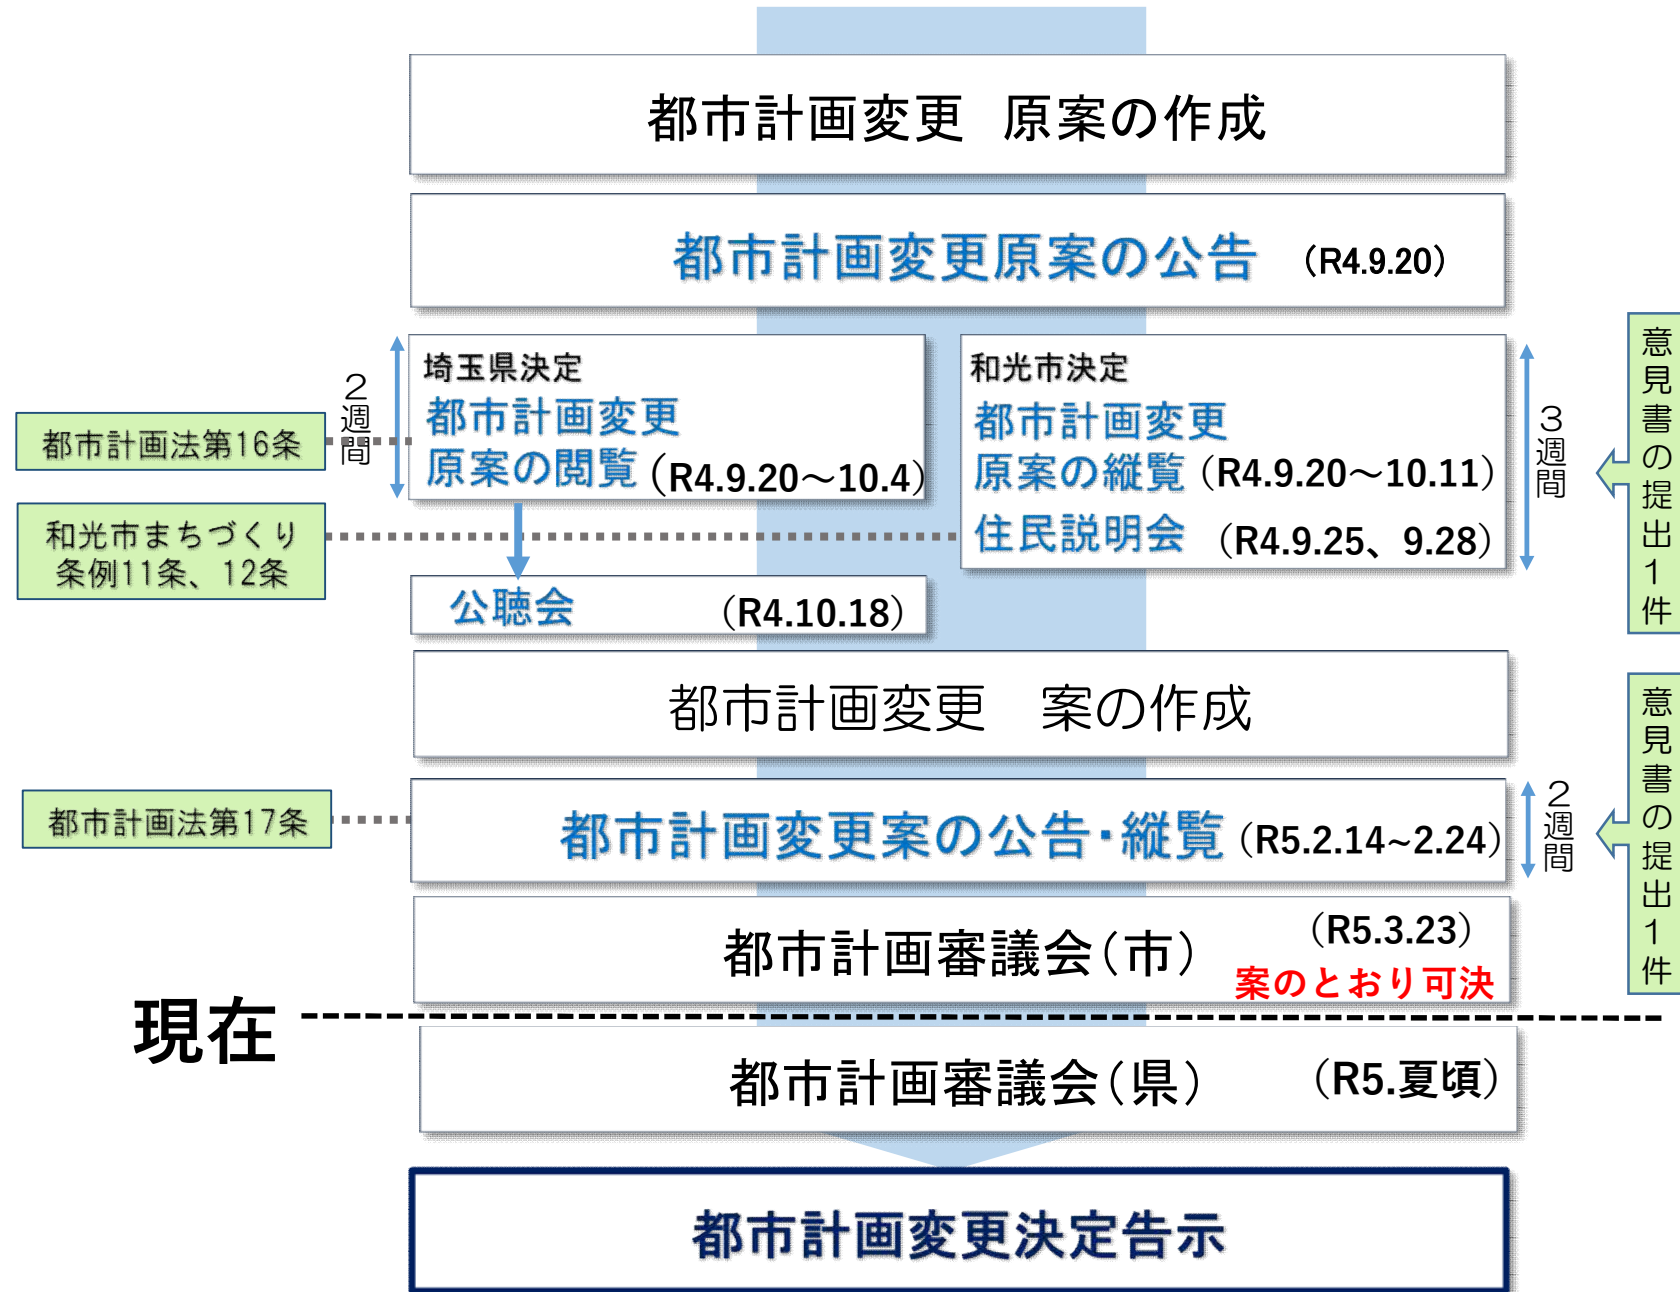 都市計画変更　原案の作成
都市計画変更原案の公告　（R4.9.20）
埼玉県決定
都市計画変更
原案の閲覧（R4.9.20～10.4）
2週間
都市計画法第16条
和光市決定
都市計画変更
原案の縦覧（R4.9.20～10.11）
住民説明会　（R4.9.25、9.28）
3週間
意見書の提出1件
和光市まちづくり
条例11条、12条
公聴会　（R4.10.18）
都市計画変更　案の作成
都市計画法第17条
都市計画変更案の公告・縦覧（R5.2.14~2.24）
2週間
意見書の提出1件
都市計画審議会（市）　（R5.3.23）
案のとおり可決
現在
都市計画審議会（県）　（R5.夏頃）
都市計画変更決定告示